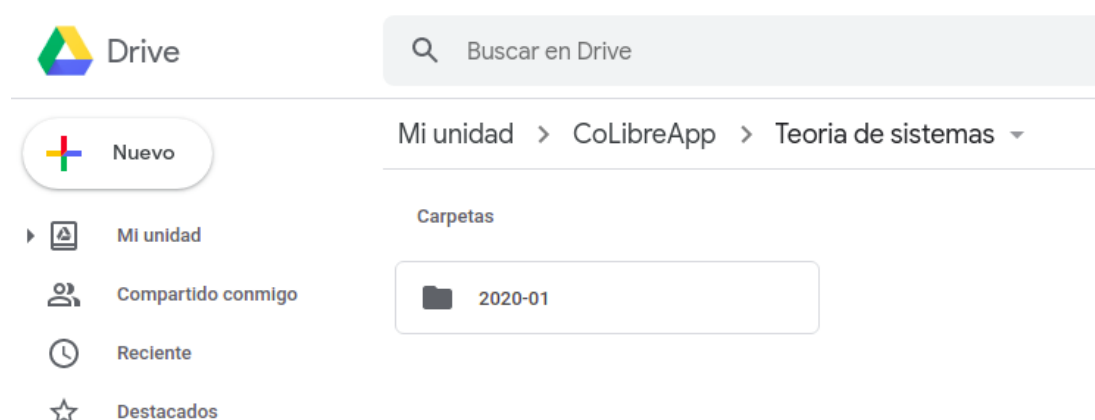 Drive
Buscar en Drive
Nuevo
Mi unidad > CoLibreApp > Teoria de sistemas
Carpetas
2020-01
Mi unidad
Compartido conmigo
Reciente
Destacados